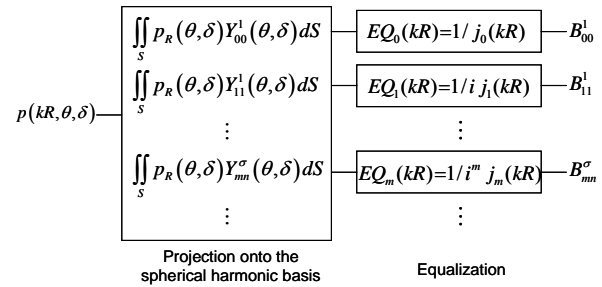 ∬_S p_R(θ,δ)Y^1_00(θ,δ)dS
EQ_0(kR)=1/ j_0(kR)
B^1_00
∬_S p_R(θ,δ)Y^1_11(θ,δ)dS
EQ_1(kR)=1/i j_1(kR)
B^1_11
p(kR,θ,δ)
⋮
⋮
∬_S p_R(θ,δ)Y^σ_mn(θ,δ)dS
EQ_m(kR)=1/i^m j_m(kR)
B^σ_mn
⋮
⋮
Projection onto the
spherical harmonic basis
Equalization